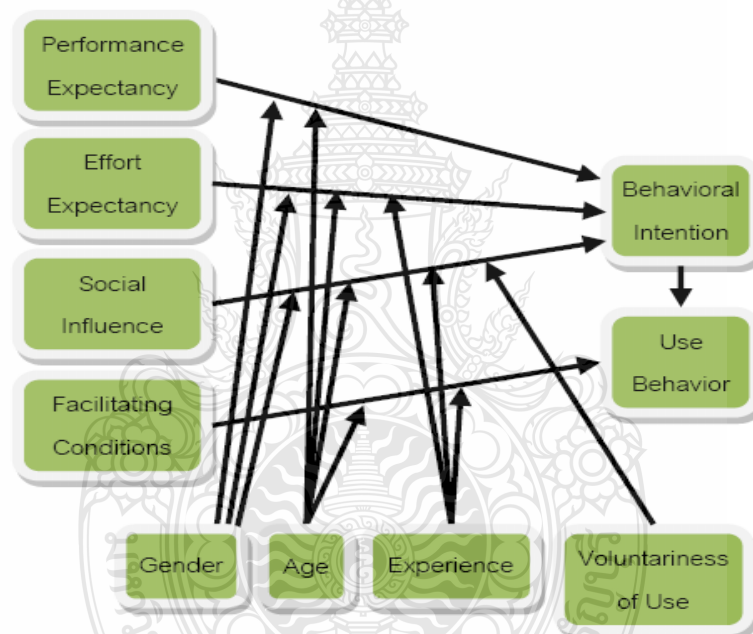 Performance
Expectancy
Effort
Expectancy
Social
Influence
Facilitating
Conditions
Behavioral
Intention
Use
Behavior
Gender
Age
Experience
Voluntariness
of Use